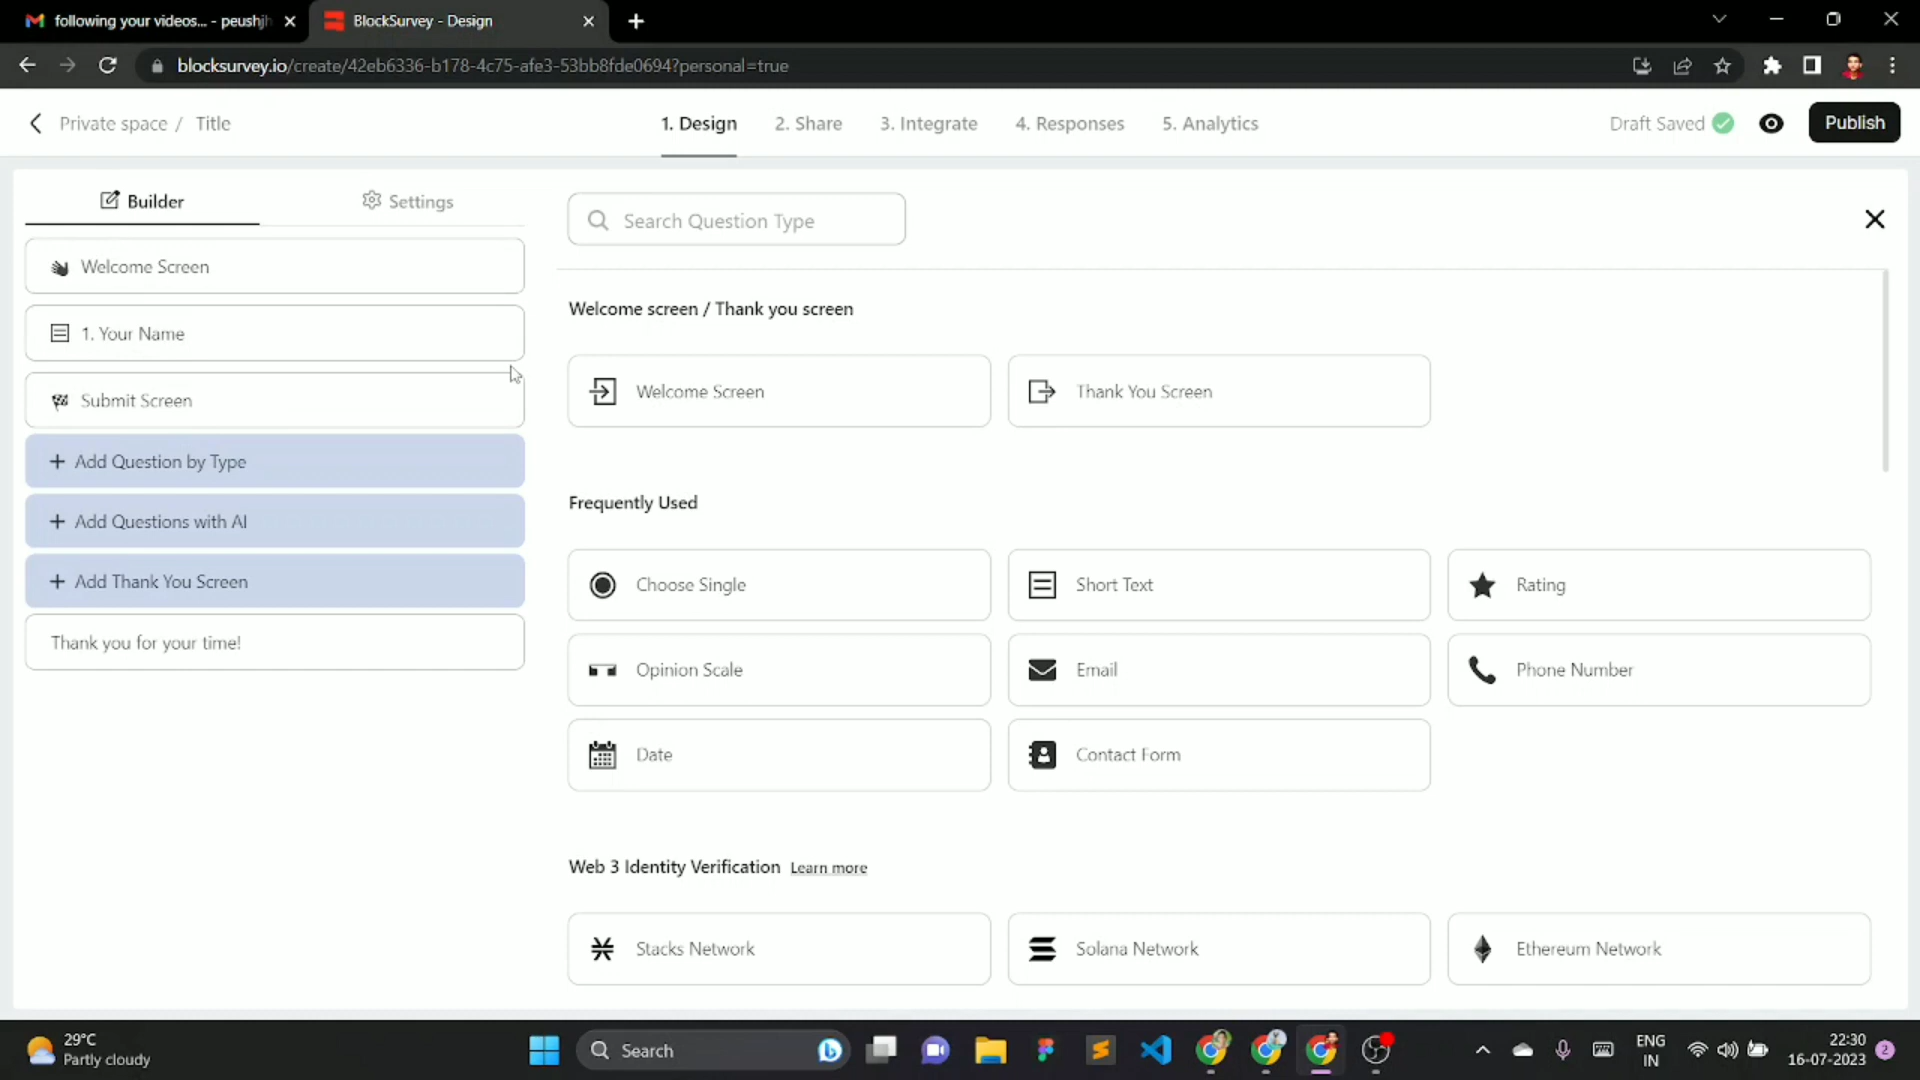 following your videos... - peushjh
BlockSurvey - Design
blocksurvey.io/create/42eb6336-b178-4c75-afe3-53bb8fde0694?personal=true
Private space / Title
1. Design
2. Share
3. Integrate
4. Responses
5. Analytics
Draft Saved
Publish
Builder
Settings
Search Question Type
Welcome Screen
1. Your Name
Submit Screen
+ Add Question by Type
+ Add Questions with AI
+ Add Thank You Screen
Thank you for your time!
Welcome screen / Thank you screen
Welcome Screen
Thank You Screen
Frequently Used
Choose Single
Short Text
Rating
Opinion Scale
Email
Phone Number
Date
Contact Form
Web 3 Identity Verification Learn more
Stacks Network
Solana Network
Ethereum Network
29°C
Partly cloudy
Search
ENG
IN
22:30
16-07-2023
2